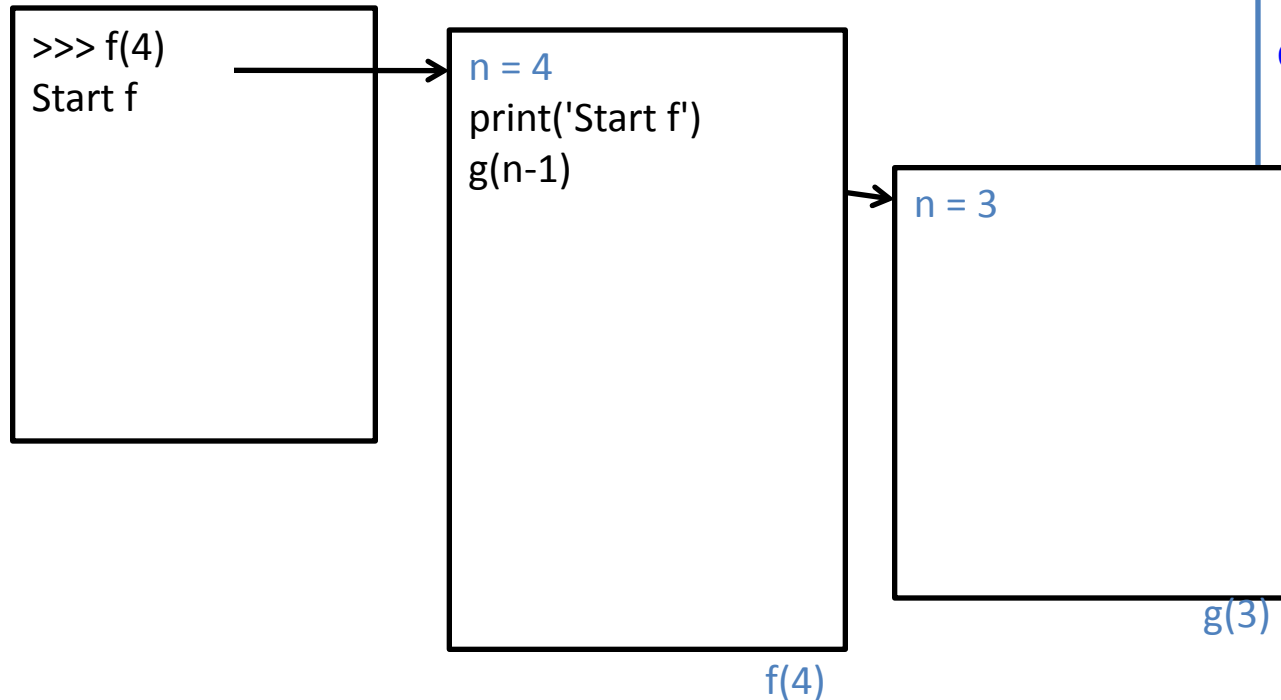 >>> f(4)
Start f
n = 4
print('Start f')
g(n-1)
n = 3
g(3)
f(4)